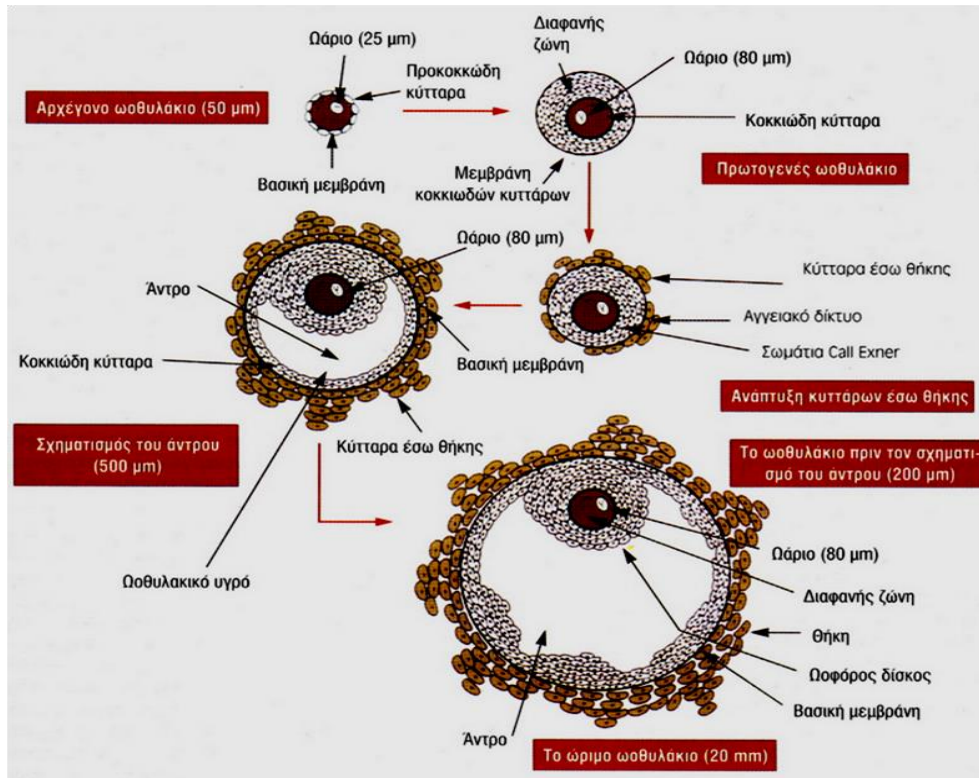 Ωάριο (25 μm)
Προκοκκώδη
κύτταρα
Αρχέγονο ωοθυλάκιο (50 μm)
Βασική μεμβράνη
Διαφανής
ζώνη
Ωάριο (80 μm)
Κοκκιώδη κύτταρα
Μεμβράνη
κοκκιωδών κυττάρων
Πρωτογενές ωοθυλάκιο
Ωάριο (80 μm)
Άντρο
Κοκκιώδη κύτταρα
Βασική μεμβράνη
Κύτταρα έσω θήκης
Σχηματισμός του άντρου
(500 μm)
Ωοθυλακικό υγρό
Κύτταρα έσω θήκης
Αγγειακό δίκτυο
Σωμάτια Call Exner
Ανάπτυξη κυττάρων έσω θήκης
Το ωοθυλάκιο πριν τον σχηματι-
σμό του άντρου (200 μm)
Ωάριο (80 μm)
Διαφανής ζώνη
Θήκη
Ωοφόρος δίσκος
Βασική μεμβράνη
Άντρο
Το ώριμο ωοθυλάκιο (20 mm)